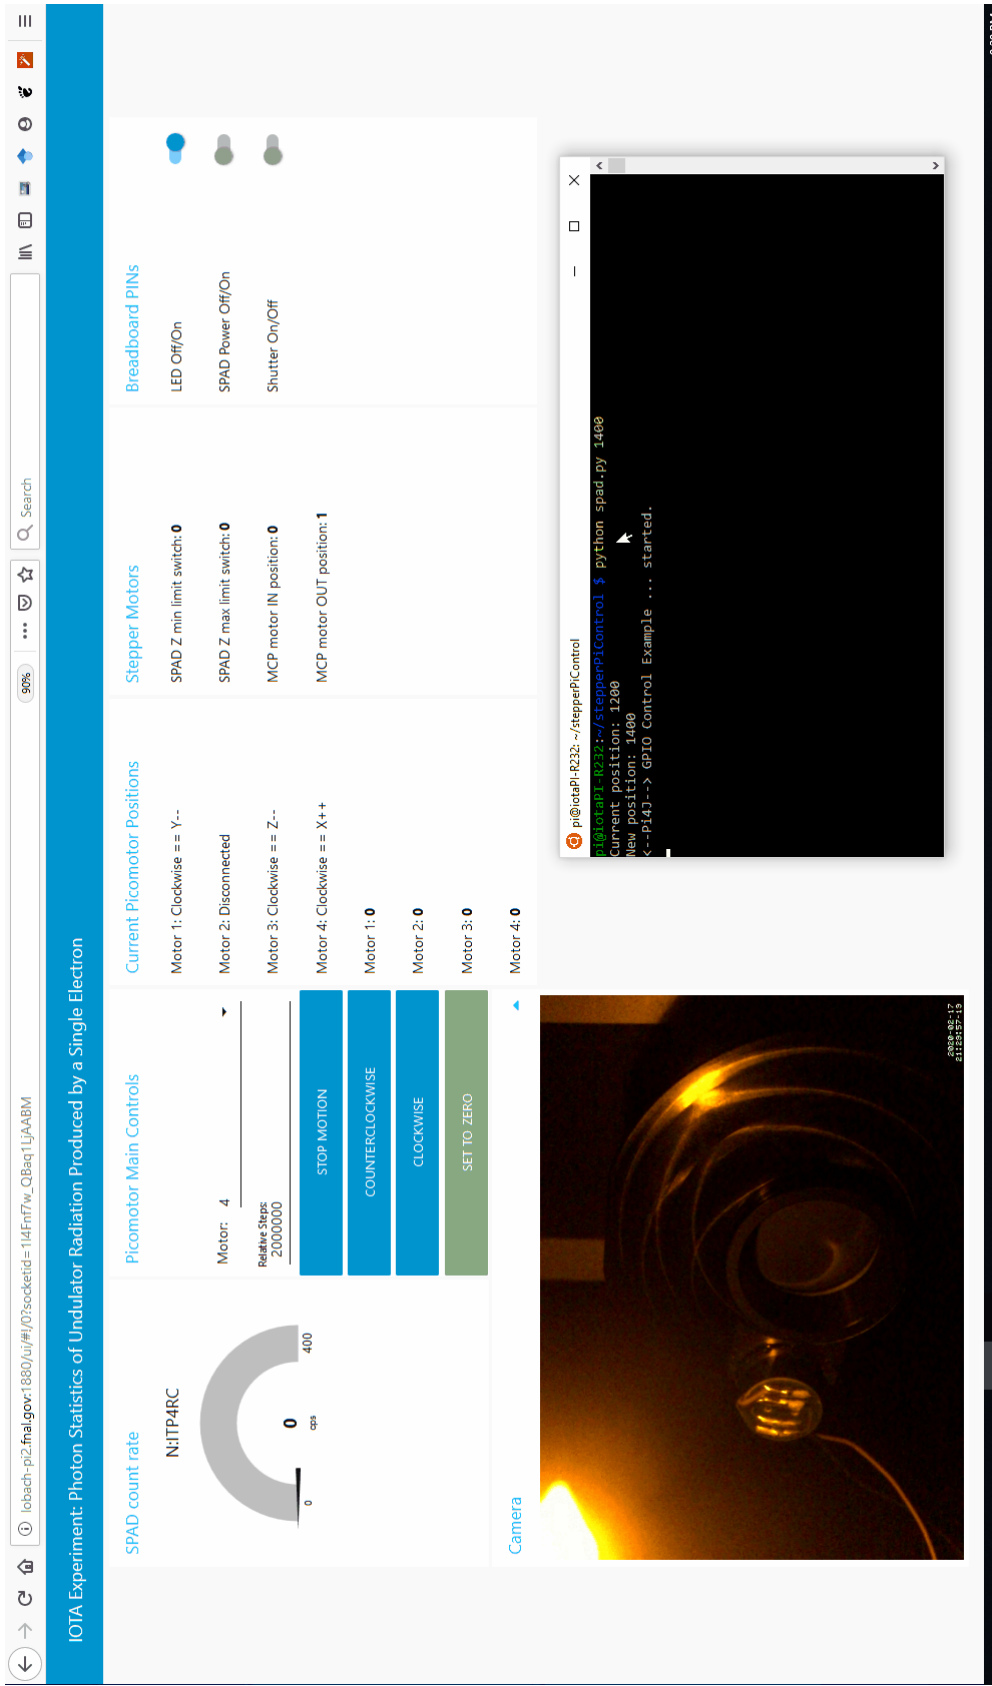 lobach-pi2.fnal.gov:1880/ui/#!/0?socketid=1l4Fnf7w_QBaq1LjAABM
90%
Search
IOTA Experiment: Photon Statistics of Undulator Radiation Produced by a Single Electron
SPAD count rate
N:ITP4RC
0
cps
0
400
Picomotor Main Controls
Motor: 4
Relative Steps:
2000000
STOP MOTION
COUNTERCLOCKWISE
CLOCKWISE
SET TO ZERO
Current Picomotor Positions
Motor 1: Clockwise == Y--
Motor 2: Disconnected
Motor 3: Clockwise == Z--
Motor 4: Clockwise == X++
Motor 1: 0
Motor 2: 0
Motor 3: 0
Motor 4: 0
Stepper Motors
SPAD Z min limit switch: 0
SPAD Z max limit switch: 0
MCP motor IN position: 0
MCP motor OUT position: 1
Breadboard PINs
LED Off/On
SPAD Power Off/On
Shutter On/Off
Camera
2020-02-17
21:29:57-19
pi@iotaPI-R232: ~/stepperPiControl
pi@iotaPI-R232:~/stepperPiControl $ python spad.py 1400
Current position: 1200
New position: 1400
<--Pi4J--> GPIO Control Example ... started.